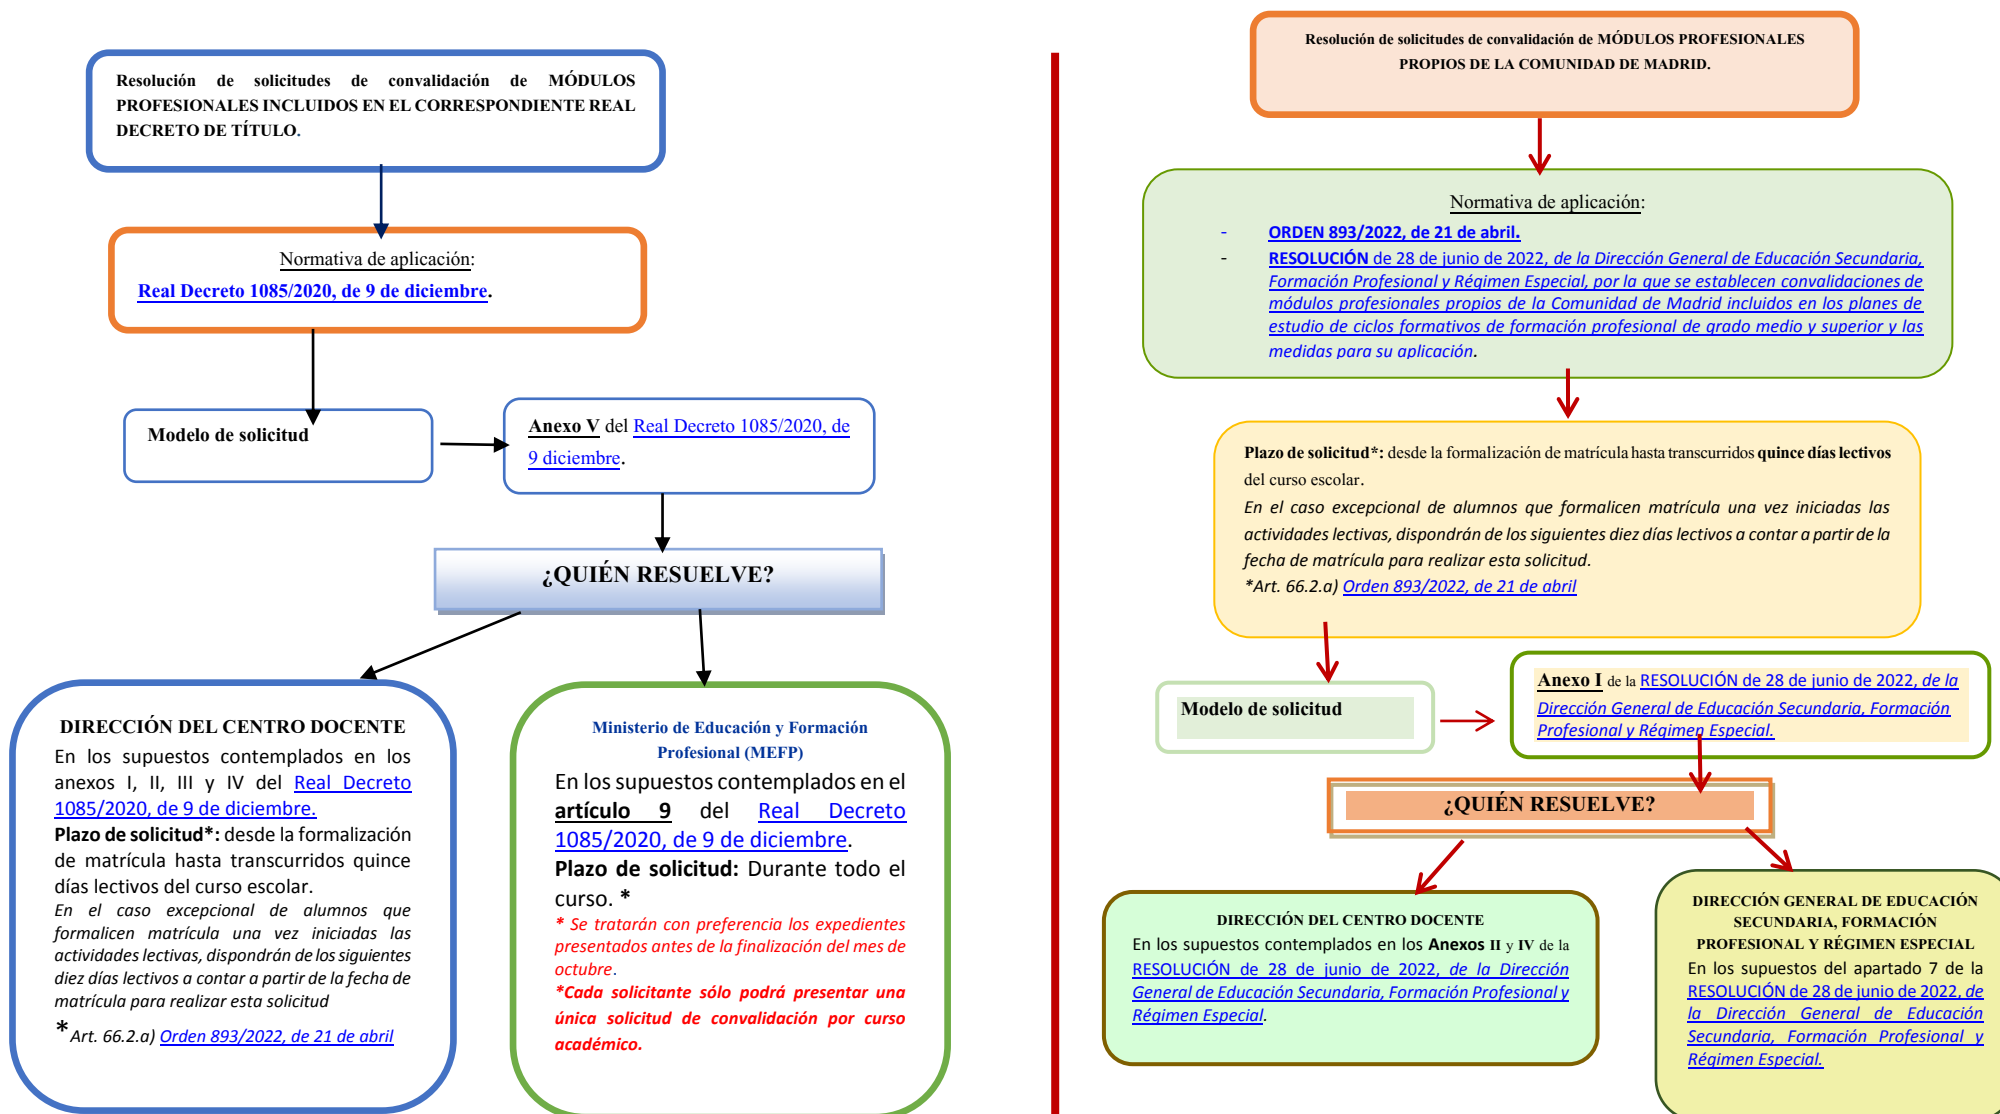 Resolución de solicitudes de convalidación de MÓDULOS
PROFESIONALES INCLUIDOS EN EL CORRESPONDIENTE REAL
DECRETO DE TÍTULO.
Normativa de aplicación:
Real Decreto 1085/2020, de 9 de diciembre.
Modelo de solicitud
Anexo V del Real Decreto 1085/2020, de
9 diciembre.
¿QUIÉN RESUELVE?
DIRECCIÓN DEL CENTRO DOCENTE
En los supuestos contemplados en los
anexos I, II, III y IV del Real Decreto
1085/2020, de 9 de diciembre.
Plazo de solicitud*: desde la formalización
de matrícula hasta transcurridos quince
días lectivos del curso escolar.
En el caso excepcional de alumnos que
formalicen matrícula una vez iniciadas las
actividades lectivas, dispondrán de los siguientes
diez días lectivos a contar a partir de la fecha de
matrícula para realizar esta solicitud
*Art. 66.2.a) Orden 893/2022, de 21 de abril
Ministerio de Educación y Formación
Profesional (MEFP)
En los supuestos contemplados en el
artículo 9 del Real Decreto
1085/2020, de 9 de diciembre.
Plazo de solicitud: Durante todo el
curso. *
* Se tratarán con preferencia los expedientes
presentados antes de la finalización del mes de
octubre.
*Cada solicitante sólo podrá presentar una
única solicitud de convalidación por curso
académico.
Resolución de solicitudes de convalidación de MÓDULOS PROFESIONALES
PROPIOS DE LA COMUNIDAD DE MADRID.
Normativa de aplicación:
- ORDEN 893/2022, de 21 de abril.
- RESOLUCIÓN de 28 de junio de 2022, de la Dirección General de Educación Secundaria,
Formación Profesional y Régimen Especial, por la que se establecen convalidaciones de
módulos profesionales propios de la Comunidad de Madrid incluidos en los planes de
estudio de ciclos formativos de formación profesional de grado medio y superior y las
medidas para su aplicación.
Plazo de solicitud*: desde la formalización de matrícula hasta transcurridos quince días lectivos
del curso escolar.
En el caso excepcional de alumnos que formalicen matrícula una vez iniciadas las
actividades lectivas, dispondrán de los siguientes diez días lectivos a contar a partir de la
fecha de matrícula para realizar esta solicitud.
*Art. 66.2.a) Orden 893/2022, de 21 de abril
Modelo de solicitud
Anexo I de la RESOLUCIÓN de 28 de junio de 2022, de la
Dirección General de Educación Secundaria, Formación
Profesional y Régimen Especial.
¿QUIÉN RESUELVE?
DIRECCIÓN DEL CENTRO DOCENTE
En los supuestos contemplados en los Anexos II y IV de la
RESOLUCIÓN de 28 de junio de 2022, de la Dirección
General de Educación Secundaria, Formación Profesional y
Régimen Especial.
DIRECCIÓN GENERAL DE EDUCACIÓN
SECUNDARIA, FORMACIÓN
PROFESIONAL Y RÉGIMEN ESPECIAL
En los supuestos del apartado 7 de la
RESOLUCIÓN de 28 de junio de 2022, de
la Dirección General de Educación
Secundaria, Formación Profesional y
Régimen Especial.